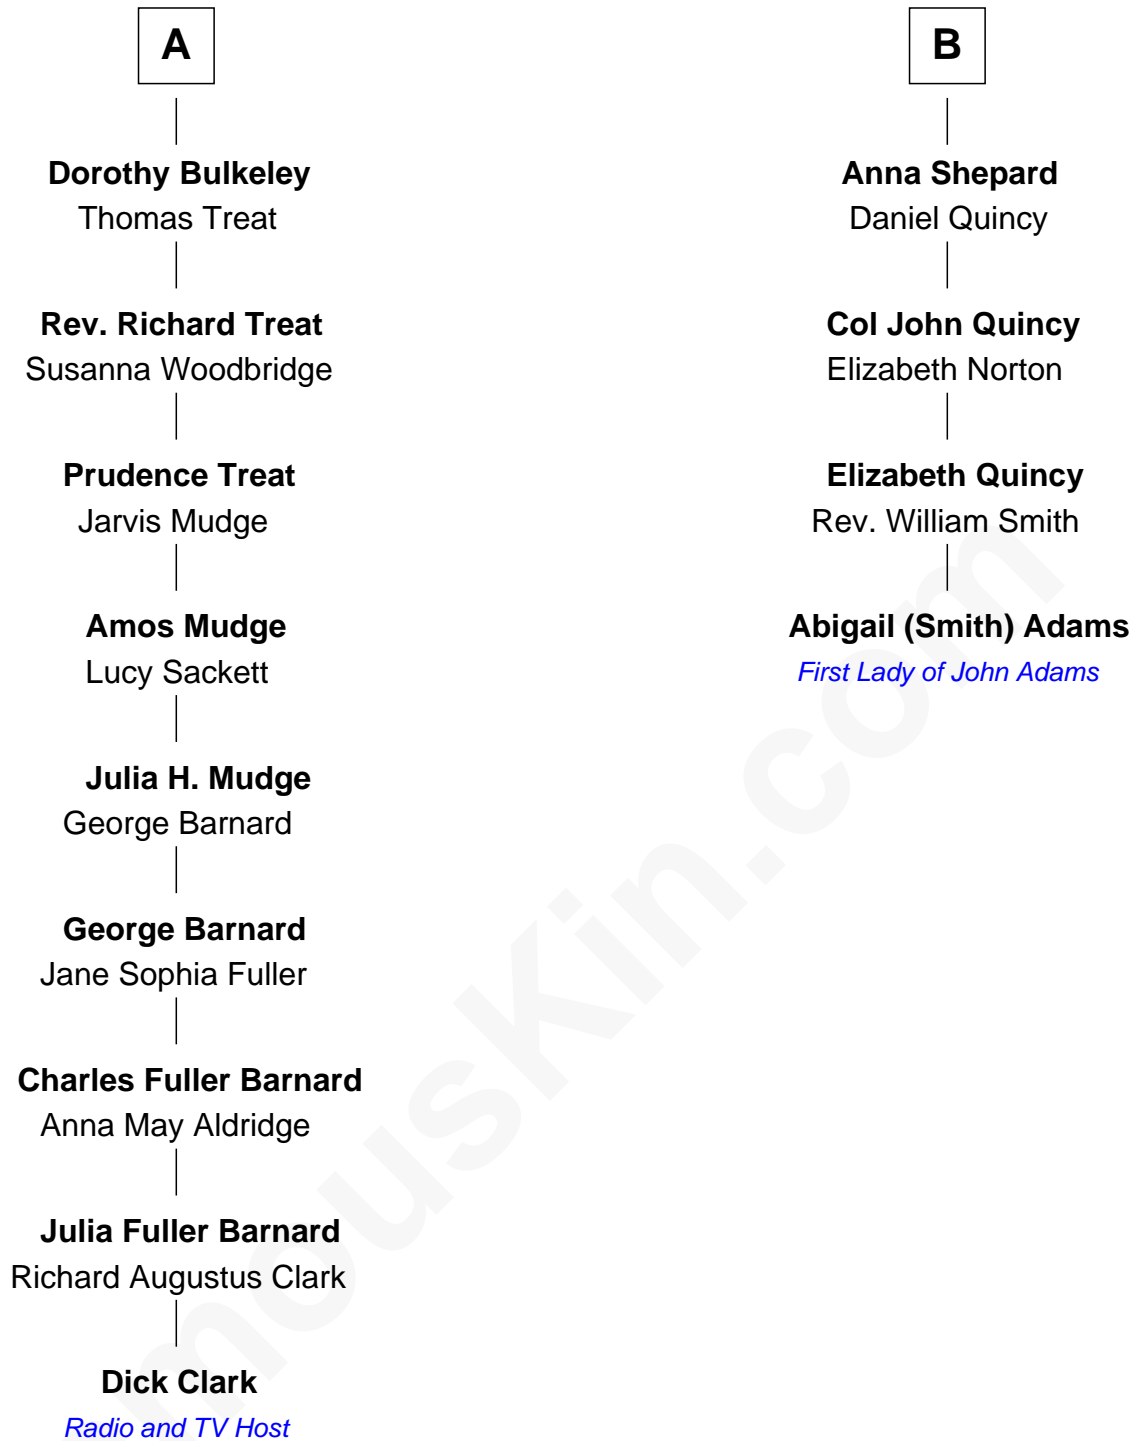 A
Dorothy Bulkeley
Thomas Treat
Rev. Richard Treat
Susanna Woodbridge
Prudence Treat
Jarvis Mudge
Amos Mudge
Lucy Sackett
Julia H. Mudge
George Barnard
George Barnard
Jane Sophia Fuller
Charles Fuller Barnard
Anna May Aldridge
Julia Fuller Barnard
Richard Augustus Clark
Dick Clark
Radio and TV Host
B
Anna Shepard
Daniel Quincy
Col John Quincy
Elizabeth Norton
Elizabeth Quincy
Rev. William Smith
Abigail (Smith) Adams
First Lady of John Adams
mousKin.com